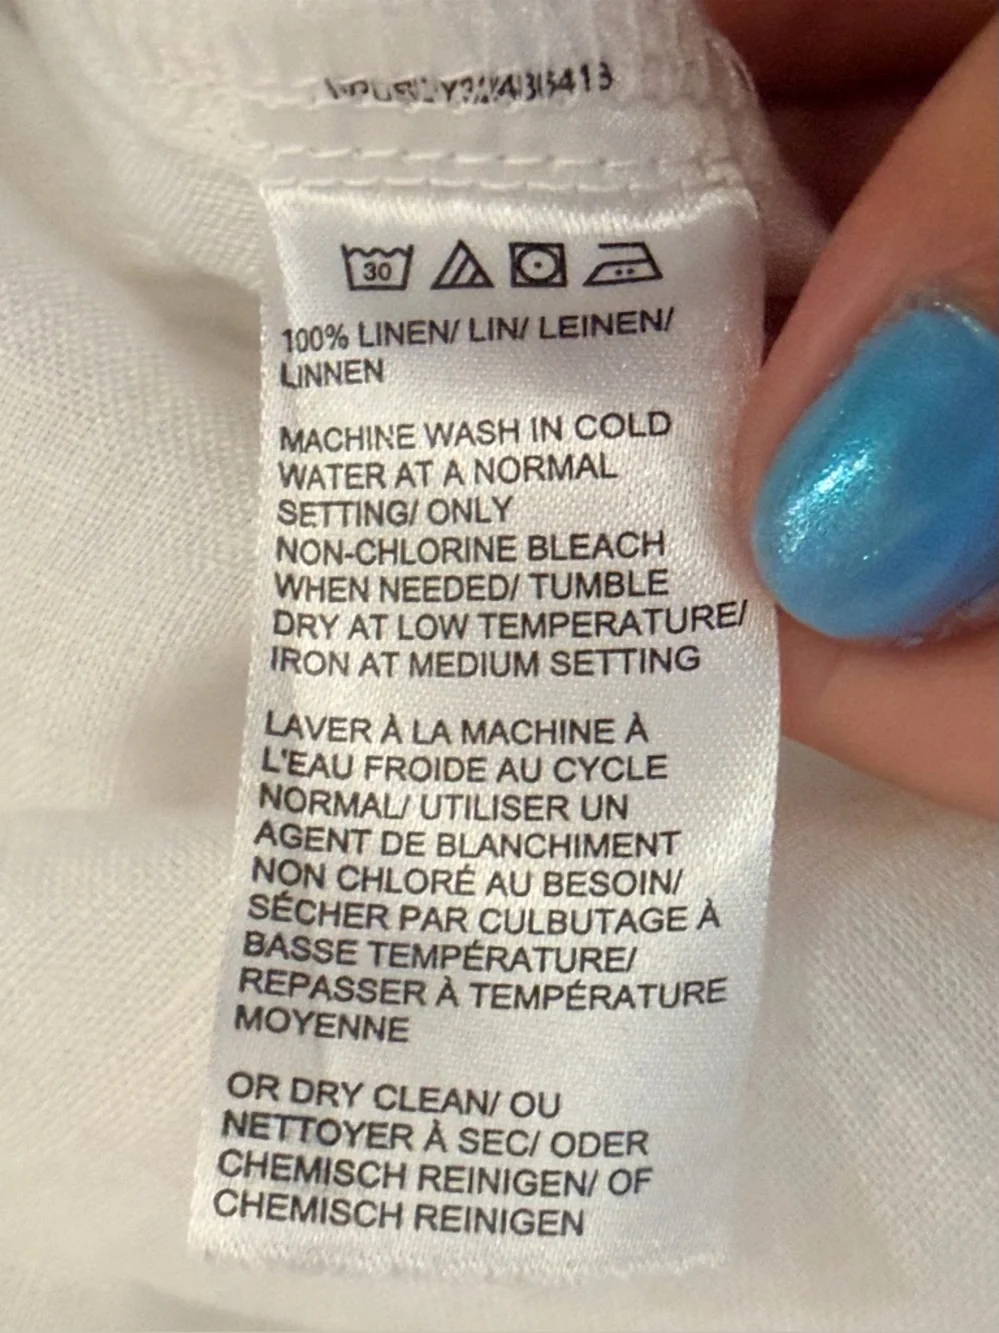 30
100% LINEN/ LIN/ LEINEN/
LINNEN
MACHINE WASH IN COLD
WATER AT A NORMAL
SETTING/ ONLY
NON-CHLORINE BLEACH
WHEN NEEDED/ TUMBLE
DRY AT LOW TEMPERATURE/
IRON AT MEDIUM SETTING
LAVER À LA MACHINE À
L'EAU FROIDE AU CYCLE
NORMAL/ UTILISER UN
AGENT DE BLANCHIMENT
NON CHLORÉ AU BESOIN/
SÉCHER PAR CULBUTAGE À
BASSE TEMPÉRATURE/
REPASSER À TEMPÉRATURE
MOYENNE
OR DRY CLEAN/ OU
NETTOYER À SEC/ ODER
CHEMISCH REINIGEN/ OF
CHEMISCH REINIGEN